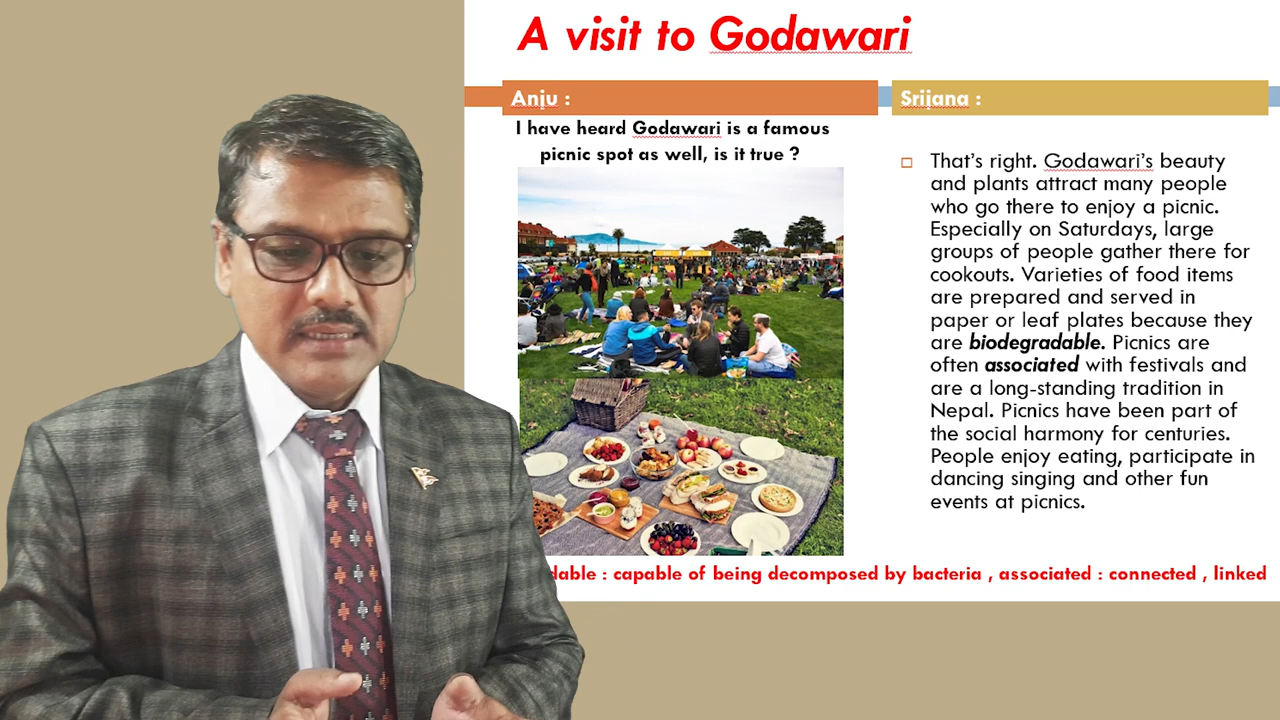 A visit to Godawari
Anju :
I have heard Godawari is a famous
picnic spot as well, is it true ?
Srijana :
That's right. Godawari's beauty
and plants attract many people
who go there to enjoy a picnic.
Especially on Saturdays, large
groups of people gather there for
cookouts. Varieties of food items
are prepared and served in
paper or leaf plates because they
are biodegradable. Picnics are
often associated with festivals and
are a long-standing tradition in
Nepal. Picnics have been part of
the social harmony for centuries.
People enjoy eating, participate in
dancing singing and other fun
events at picnics.
: capable of being decomposed by bacteria , associated : connected , linked